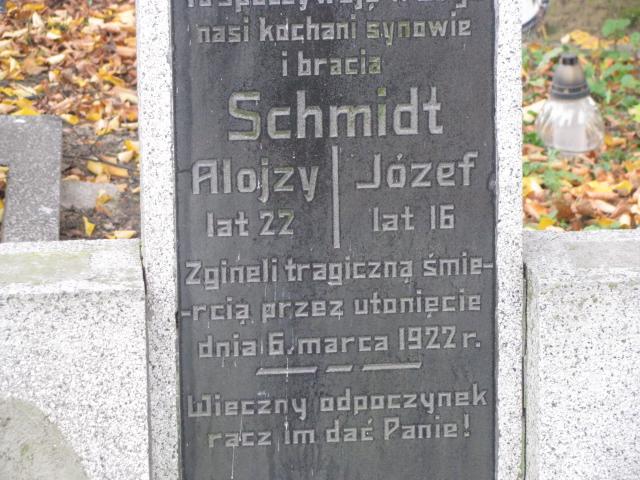 nasi kochani synowie
i bracia
Schmidt
Alojzy | Józef
lat 22 | lat 16
Zgineli tragiczną śmie-
-rcią przez utonięcie
dnia 6. marca 1922 r.
Wieczny odpoczynek
racz im dać Panie!